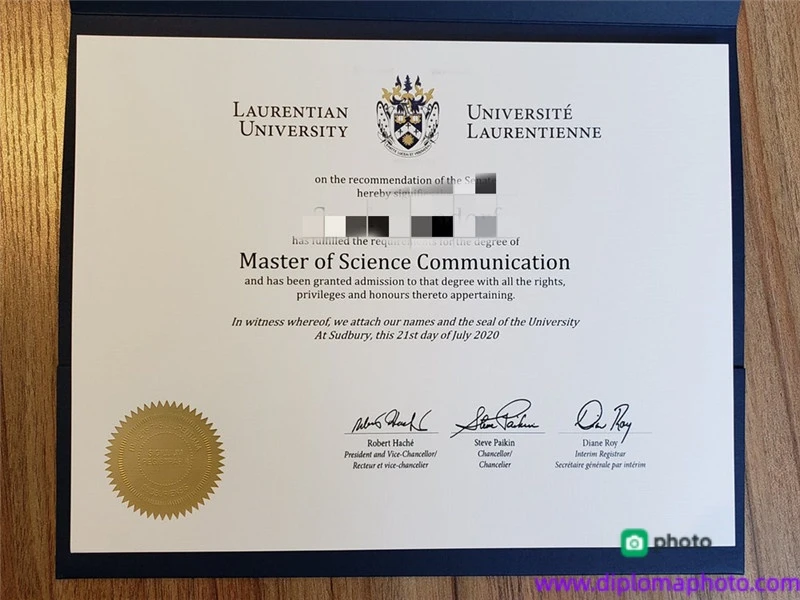 LAURENTIAN
UNIVERSITY
UNIVERSITÉ
LAURENTIENNE
on the recommendation of the Senate
hereby
has fulfilled the requirements for the degree of
Master of Science Communication
and has been granted admission to that degree with all the rights,
privileges and honours thereto appertaining.
In witness whereof, we attach our names and the seal of the University
At Sudbury, this 21st day of July 2020
Robert Haché
President and Vice-Chancellor/
Recteur et vice-chancelier
Steve Paikin
Chancellor/
Chancelier
Diane Roy
Interim Registrar
Secrétaire générale par intérim
photo
www.diplomaphoto.com